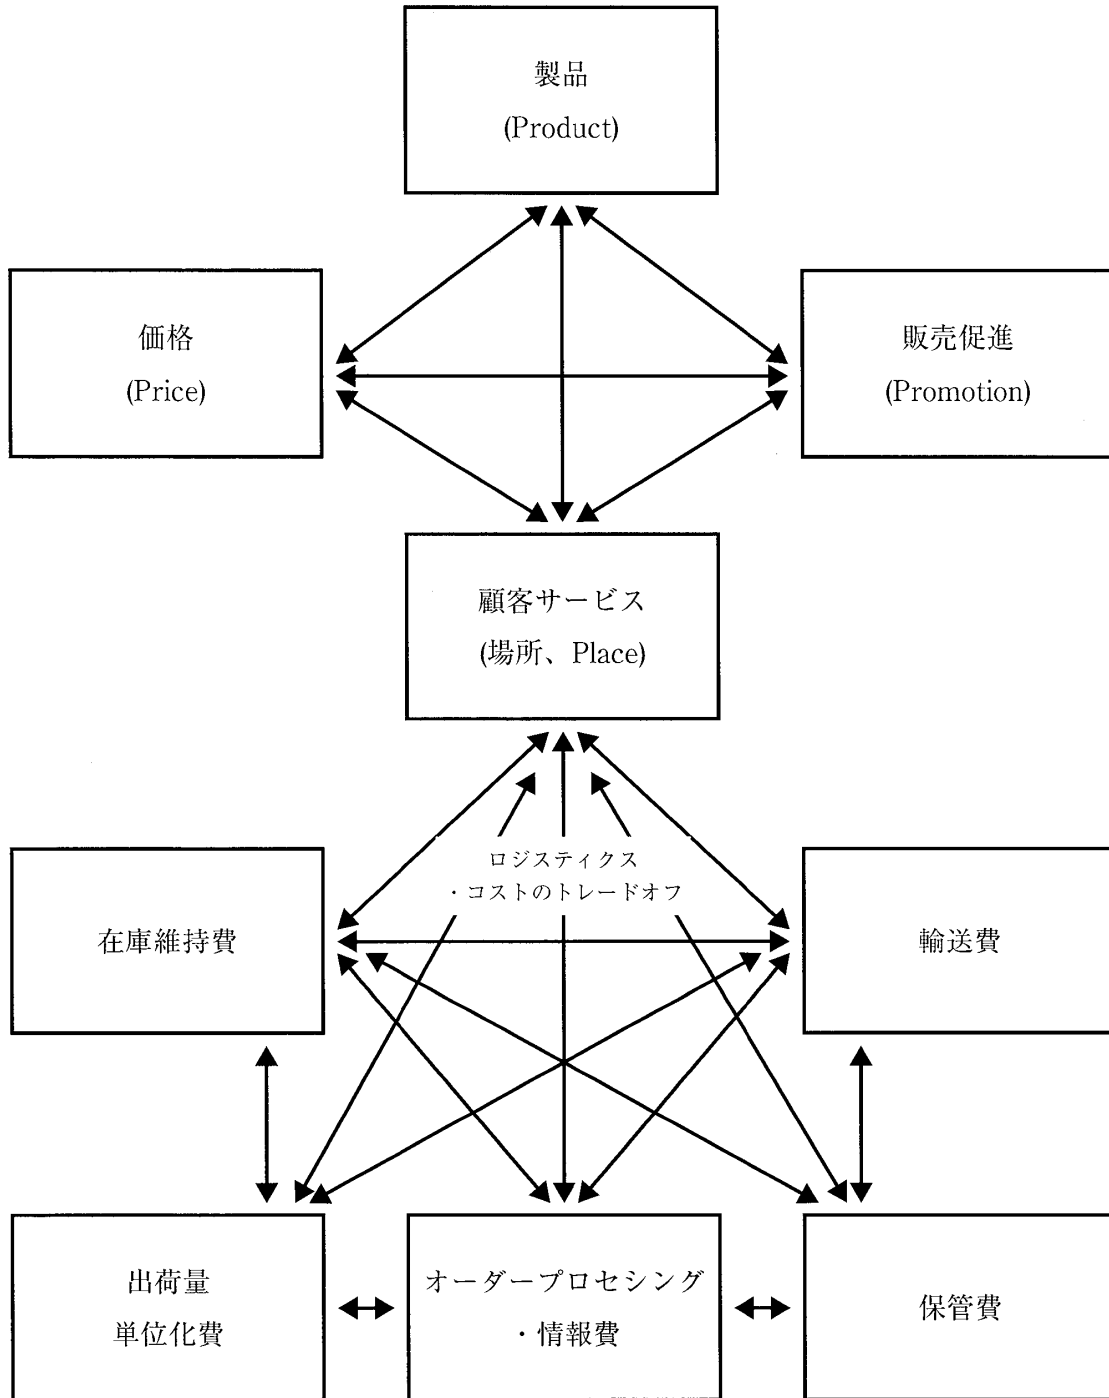 製品
(Product)
価格
(Price)
販売促進
(Promotion)
顧客サービス
(場所、Place)
ロジスティクス
・コストのトレードオフ
在庫維持費
輸送費
出荷量
単位化費
オーダープロセシング
・情報費
保管費